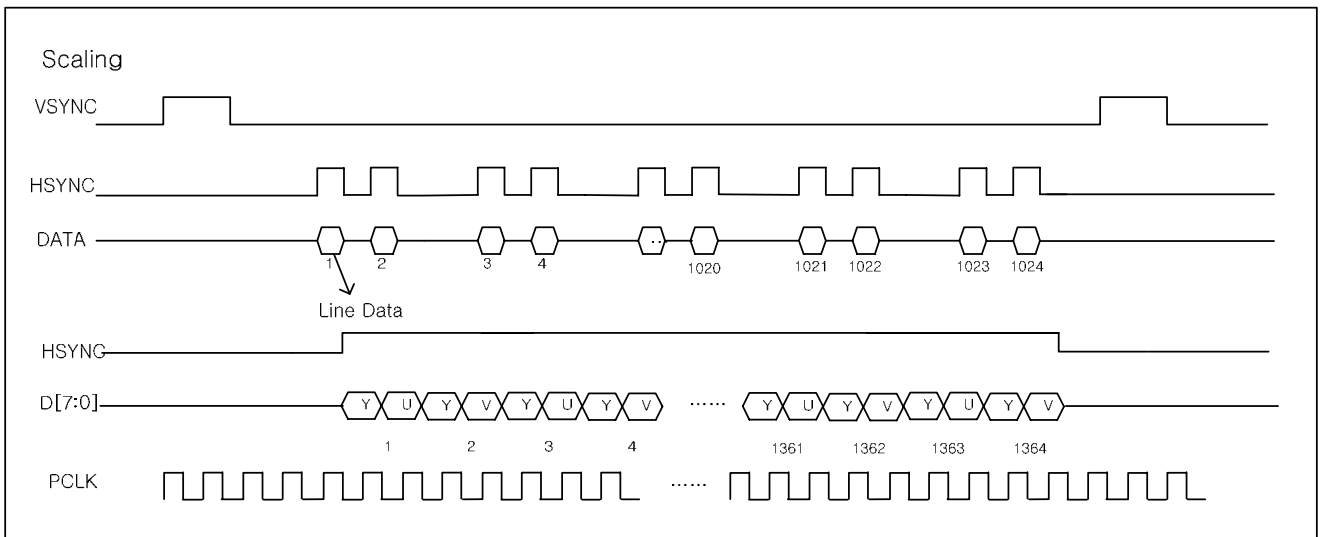 Scaling
VSYNC
HSYNC
DATA
..
1 2 3 4 1020 1021 1022 1023 1024
Line Data
HSYNC
D[7:0]
Y U Y V Y U Y V ...... Y U Y V Y U Y V
1 2 3 4 1361 1362 1363 1364
PCLK
......